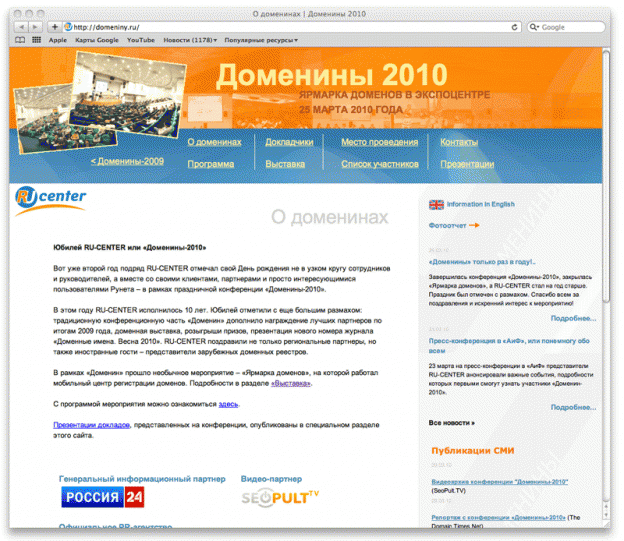 О доменинах | Доменины 2010
http://domeniny.ru/
Google
Apple Карты Google YouTube Новости (1178) Популярные ресурсы
Доменины 2010
ЯРМАРКА ДОМЕНОВ В ЭКСПОЦЕНТРЕ
25 МАРТА 2010 ГОДА
< Доменины-2009
О доменинах Докладчики Место проведения Контакты
Программа Выставка Список участников Презентации
RU center
О доменинах
Юбилей RU-CENTER или «Доменины-2010»
Вот уже второй год подряд RU-CENTER отмечал свой День рождения не в узком кругу сотрудников
и руководителей, а вместе со своими клиентами, партнерами и просто интересующимися
пользователями Рунета – в рамках праздничной конференции «Доменины-2010».
В этом году RU-CENTER исполнилось 10 лет. Юбилей отметили с еще большим размахом:
традиционную конференционную часть «Доменин» дополнило награждение лучших партнеров по
итогам 2009 года, доменная выставка, розыгрыши призов, презентация нового номера журнала
«Доменные имена. Весна 2010». RU-CENTER поздравили не только региональные партнеры, но
также иностранные гости – представители зарубежных доменных реестров.
В рамках «Доменин» прошло необычное мероприятие – «Ярмарка доменов», на которой работал
мобильный центр регистрации доменов. Подробности в разделе «Выставка».
С программой мероприятия можно ознакомиться здесь.
Презентации докладов, представленных на конференции, опубликованы в специальном разделе
этого сайта.
Генеральный информационный партнер
РОССИЯ 24
Видео-партнер
SEOPULT TV
Официальное PR-агентство
Information in English
Фотоотчет
«Доменины» только раз в году!..
Завершилась конференция «Доменины-2010», закрылась
«Ярмарка доменов», а RU-CENTER стал на год старше.
Праздник был отмечен с размахом. Спасибо всем за
поздравления и искренний интерес к мероприятию!
Подробнее...
Пресс-конференция в «АиФ», или понемногу обо
всем
23 марта на пресс-конференции в «АиФ» представители
RU-CENTER анонсировали важные события, подробности
которых первыми смогут узнать участники «Доменин-
2010».
Подробнее...
Все новости »
Публикации СМИ
Видеоархив конференции "Доменины-2010"
(SeoPult.TV)
Репортаж с конференции «Доменины-2010» (The
Domain Times.Net)